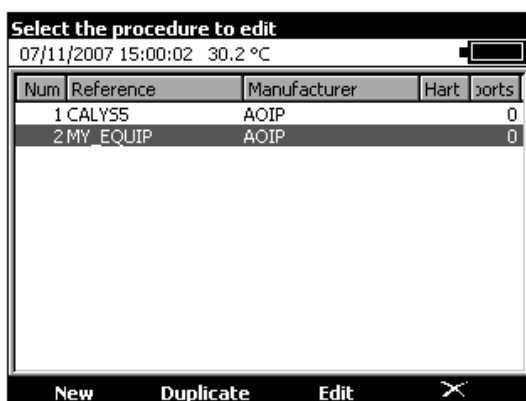 Select the procedure to edit
07/11/2007 15:00:02 30.2 °C
Num Reference Manufacturer Hart ports
1 CALYS5 AOIP 0
2 MY_EQUIP AOIP 0
New Duplicate Edit